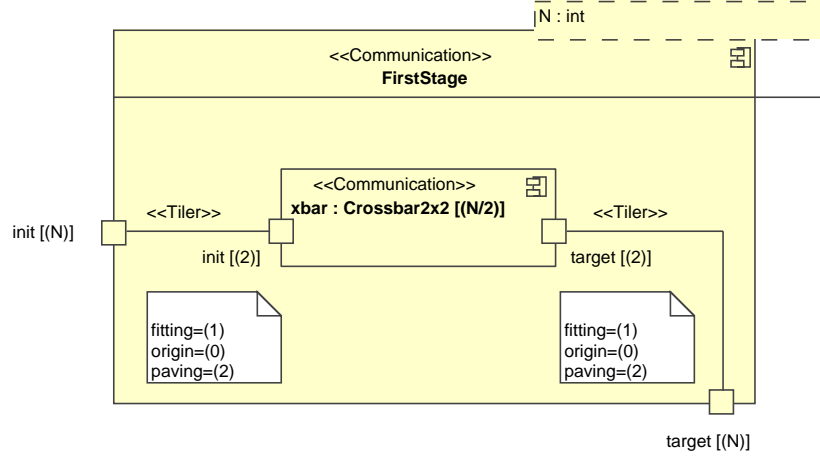 N : int
<<Communication>>
FirstStage
<<Communication>>
xbar : Crossbar2x2 [(N/2)]
<<Tiler>>
<<Tiler>>
init [(N)]
init [(2)]
target [(2)]
fitting=(1)
origin=(0)
paving=(2)
fitting=(1)
origin=(0)
paving=(2)
target [(N)]